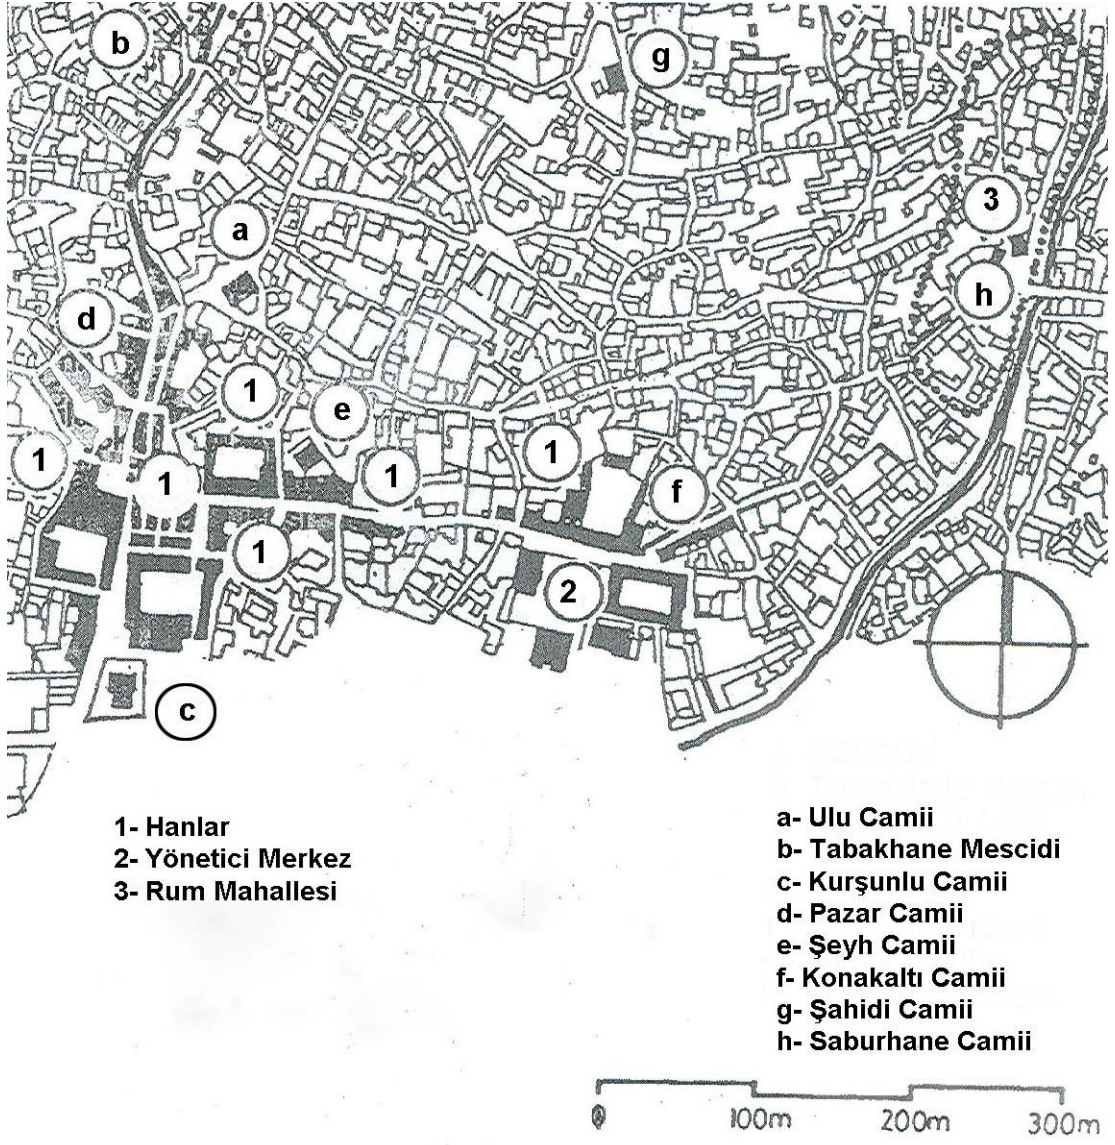 b
g
3
a
h
d
1
e
1
1
1
1
f
1
2
c
1- Hanlar
2- Yönetici Merkez
3- Rum Mahallesi
a- Ulu Camii
b- Tabakhane Mescidi
c- Kurşunlu Camii
d- Pazar Camii
e- Şeyh Camii
f- Konakaltı Camii
g- Şahidi Camii
h- Saburhane Camii
0 100m 200m 300m